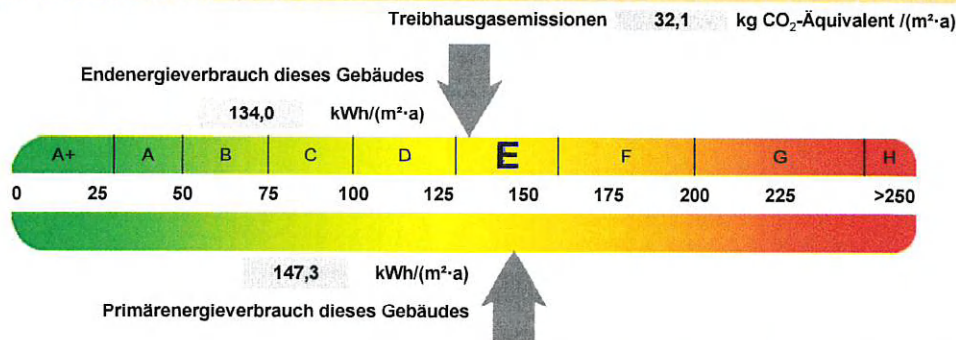 Treibhausgasemissionen 32,1 kg CO₂-Äquivalent /(m²·a)
Endenergieverbrauch dieses Gebäudes
134,0 kWh/(m²·a)
A+ A B C D E F G H
0 25 50 75 100 125 150 175 200 225 >250
147,3 kWh/(m²·a)
Primärenergieverbrauch dieses Gebäudes